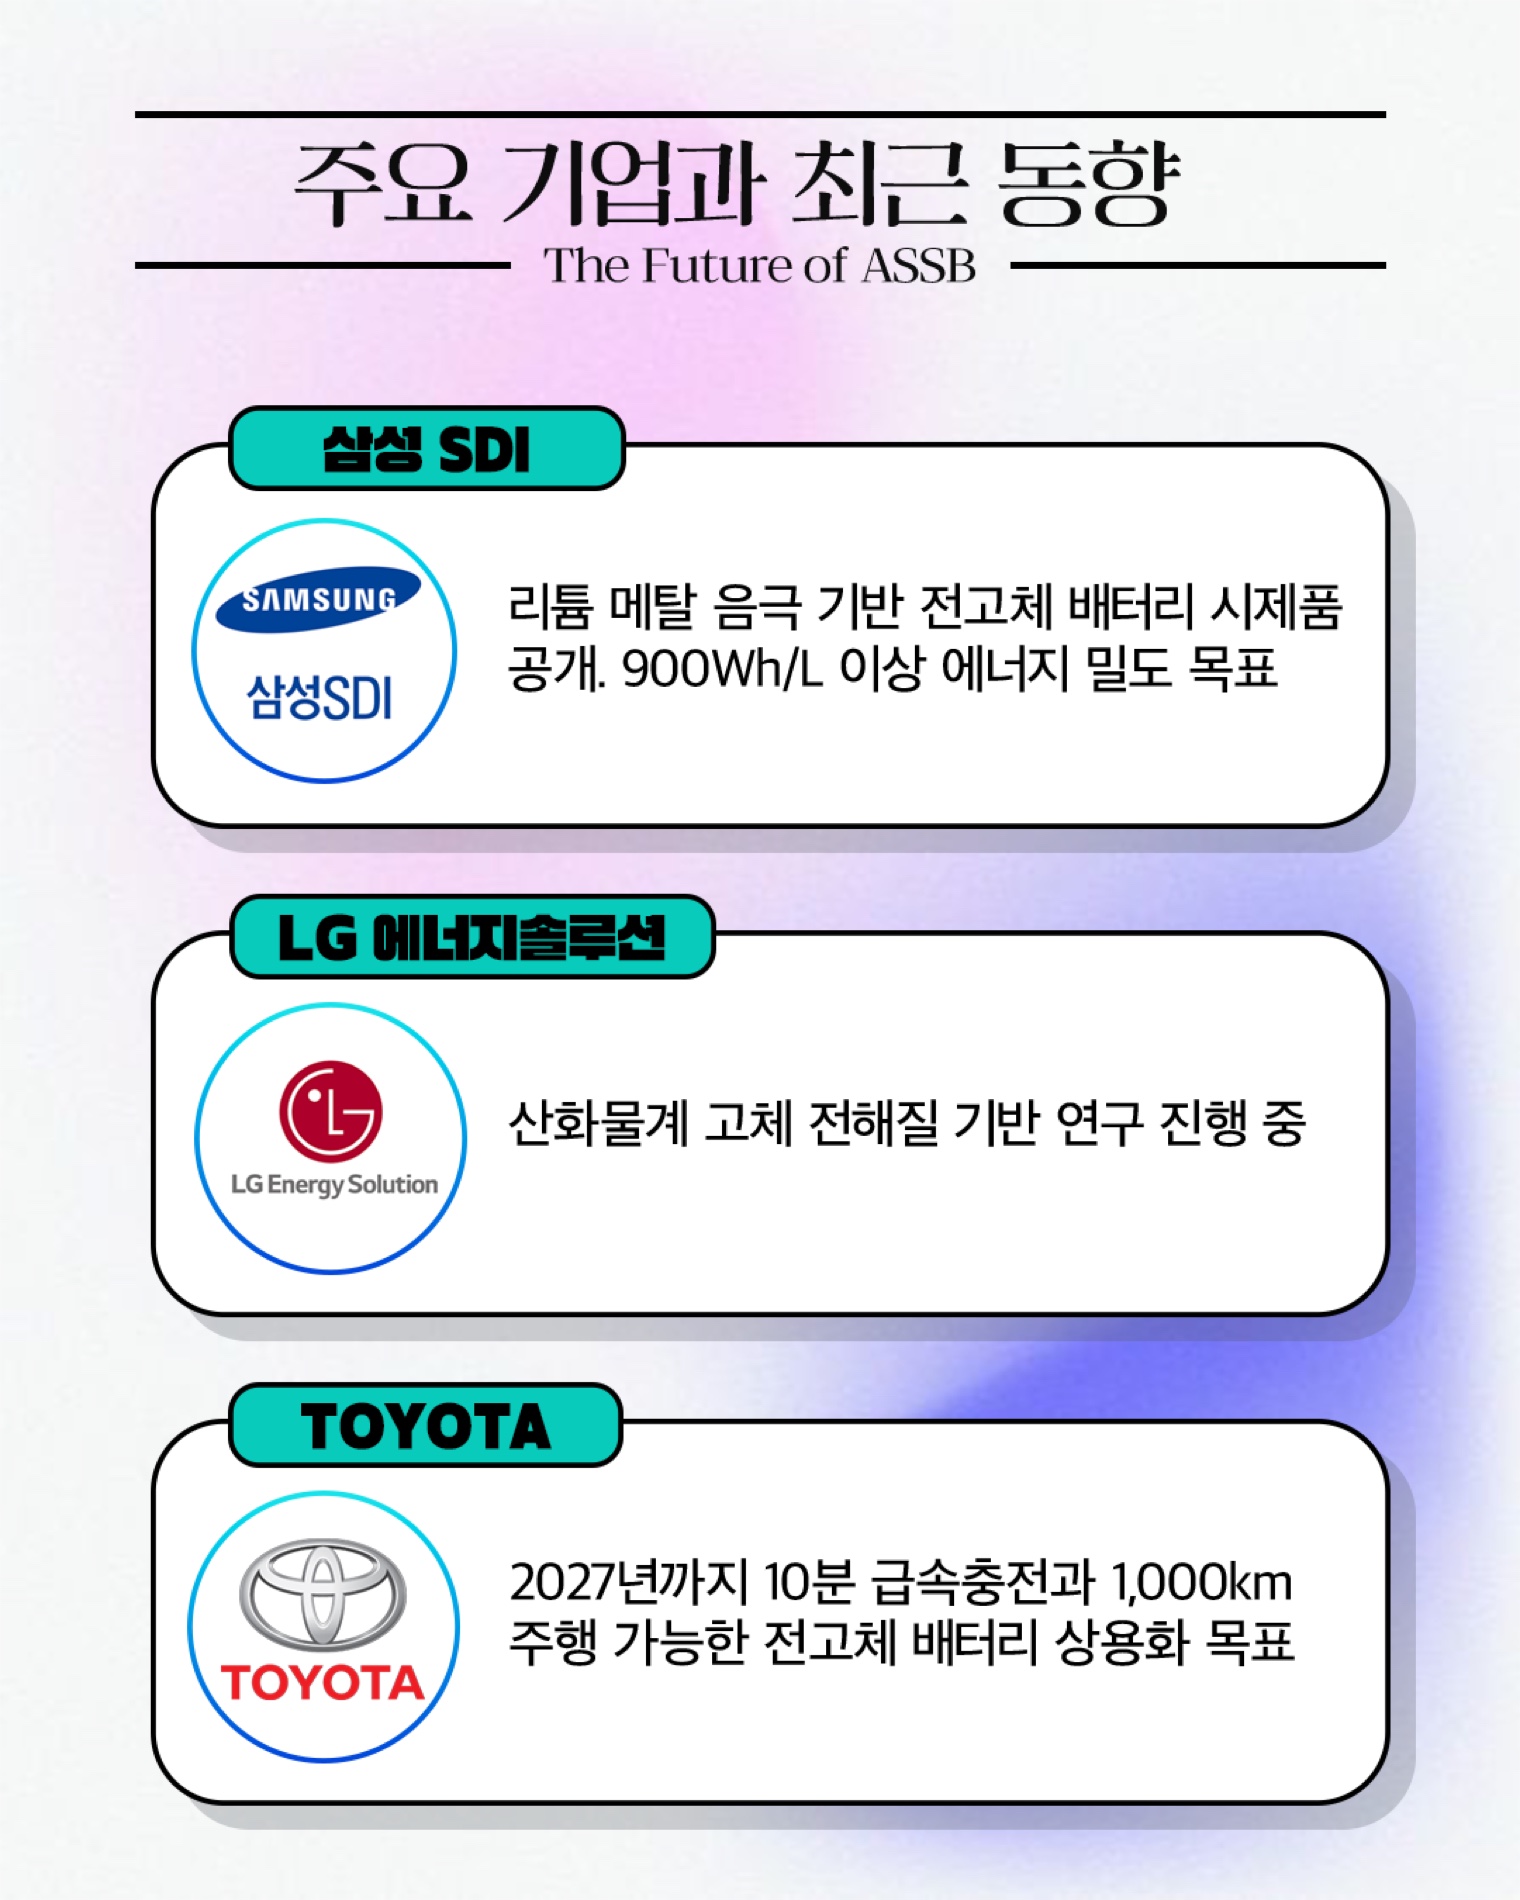 주요 기업과 최근 동향
The Future of ASSB
삼성 SDI
SAMSUNG
삼성SDI
리튬 메탈 음극 기반 전고체 배터리 시제품
공개. 900Wh/L 이상 에너지 밀도 목표
LG 에너지솔루션
LG
LG Energy Solution
산화물계 고체 전해질 기반 연구 진행 중
TOYOTA
TOYOTA
2027년까지 10분 급속충전과 1,000km
주행 가능한 전고체 배터리 상용화 목표